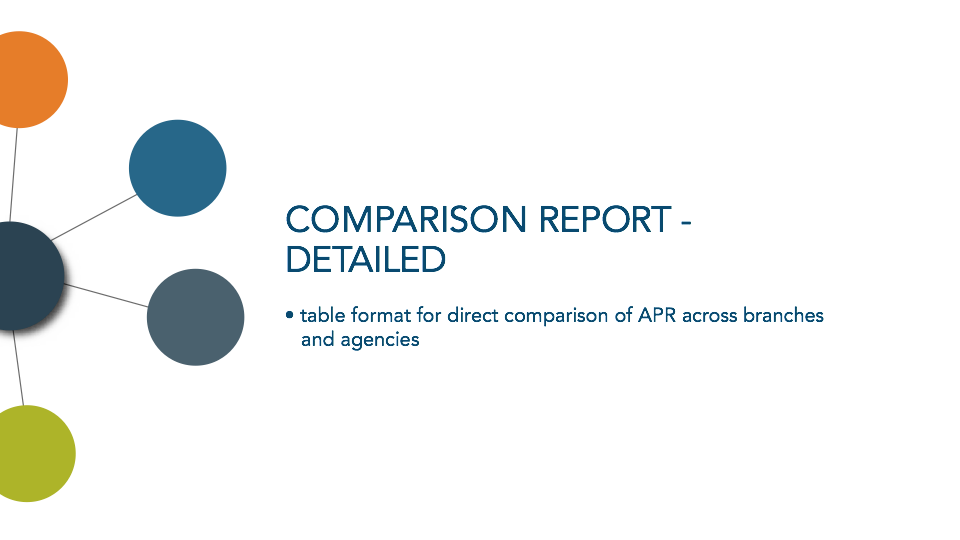 COMPARISON REPORT -
DETAILED
• table format for direct comparison of APR across branches
and agencies